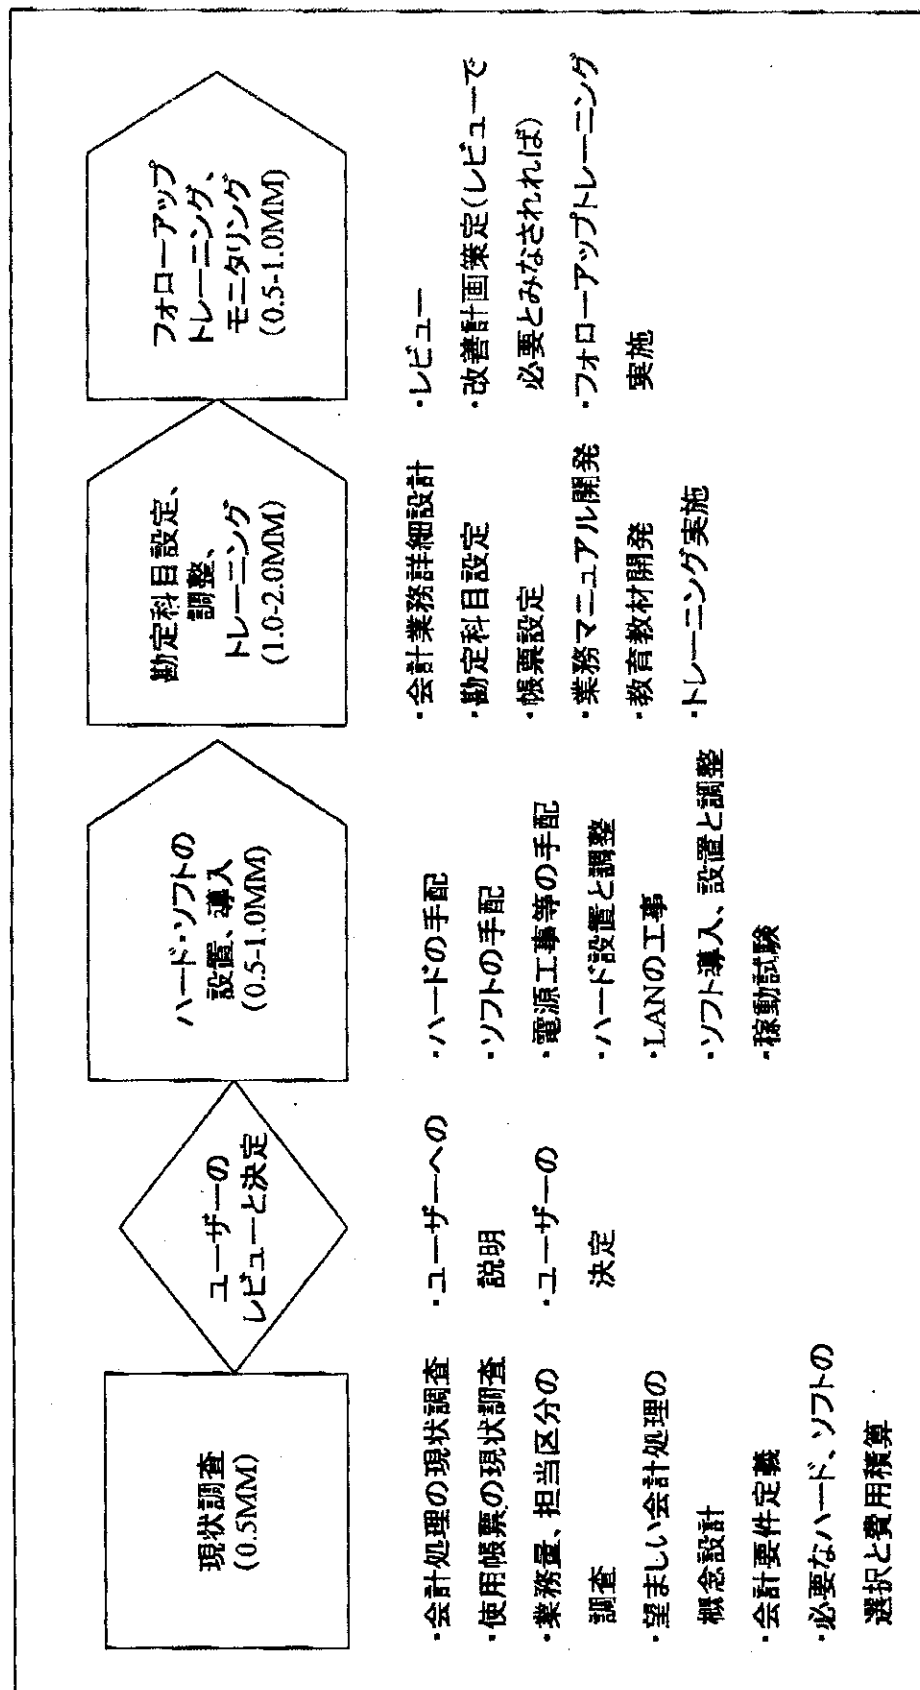 現状調査
(0.5MM)
・会計処理の現状調査
・使用帳票の現状調査
・業務量、担当区分の
調査
・望ましい会計処理の
概念設計
・会計要件定義
・必要なハード、ソフトの
選択と費用積算
ユーザーの
レビューと決定
・ユーザーへの
説明
・ユーザーの
決定
ハード・ソフトの
設置、導入
(0.5-1.0MM)
・ハードの手配
・ソフトの手配
・電源工事等の手配
・ハード設置と調整
・LANの工事
・ソフト導入、設置と調整
・稼動試験
勘定科目設定、
調整、
トレーニング
(1.0-2.0MM)
・会計業務詳細設計
・勘定科目設定
・帳票設定
・業務マニュアル開発
・教育教材開発
・トレーニング実施
フォローアップ
トレーニング、
モニタリング
(0.5-1.0MM)
・レビュー
・改善計画策定(レビューで
必要とみなされれば)
・フォローアップトレーニング
実施